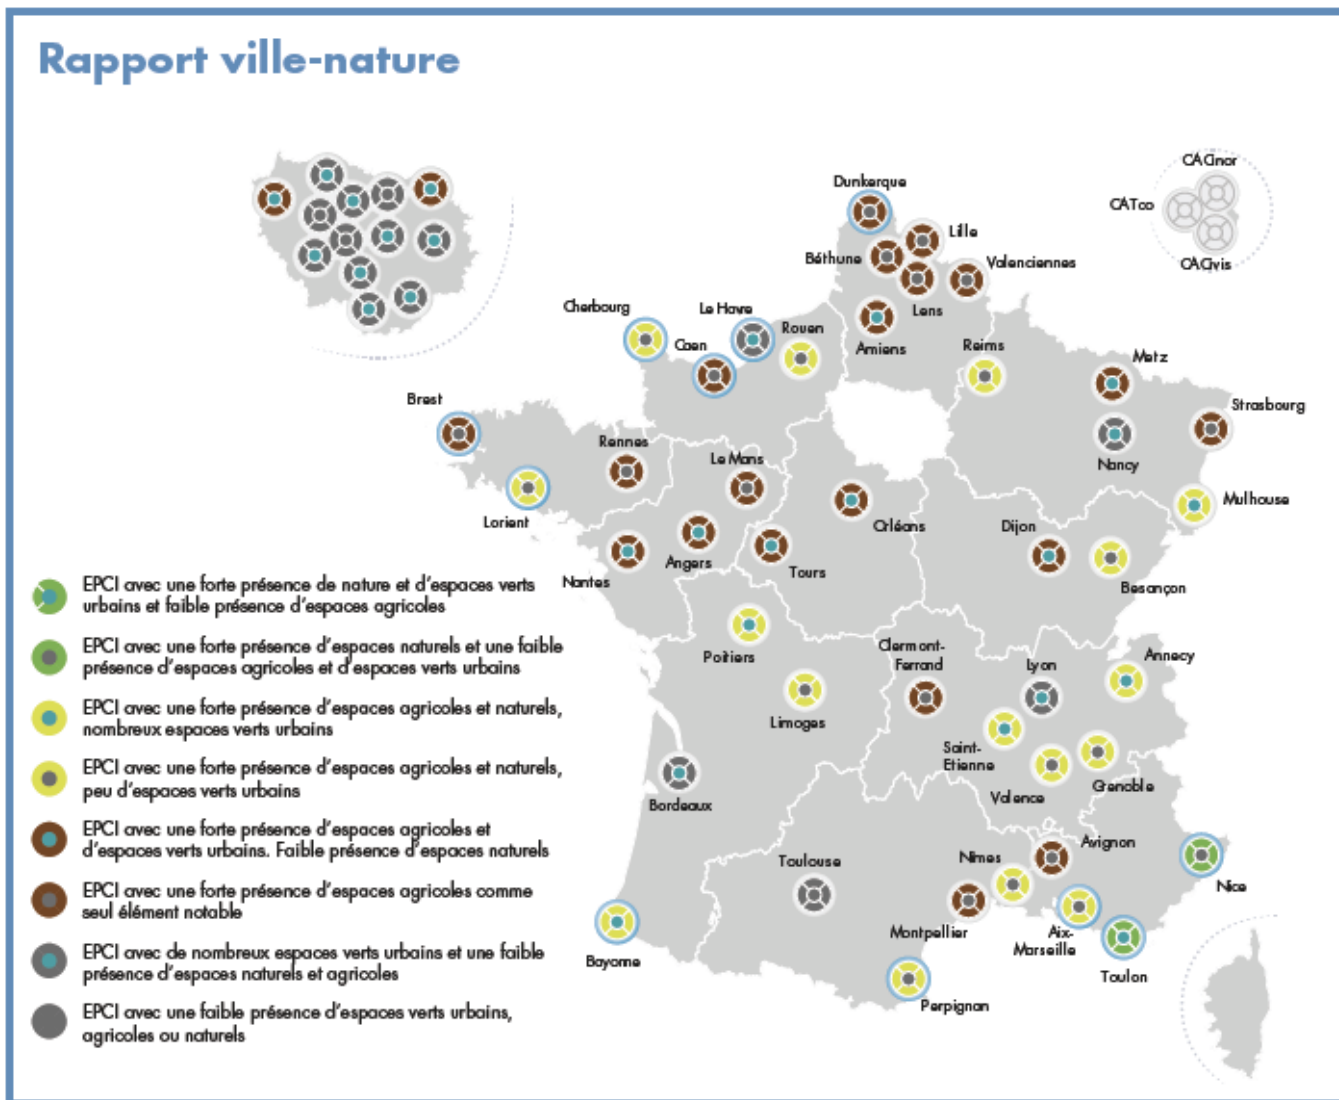 Rapport ville-nature
CACinor
Dunkerque
CATco
Lille
Béthune
Valenciennes
CACivis
Cherbourg
Le Havre
Rouen
Lens
Caen
Amiens
Reims
Metz
Brest
Strasbourg
Rennes
Le Mans
Nancy
Mulhouse
Lorient
Orléans
Dijon
Nantes
Angers
Tours
Besançon
Poitiers
Clermont-
Ferrand
Lyon
Annecy
Limoges
Saint-
Etienne
Valence
Grenoble
Bordeaux
Avignon
Toulouse
Nimes
Nice
Montpellier
Aix-
Marseille
Bayonne
Toulon
Perpignan
EPCI avec une forte présence de nature et d'espaces verts
urbains et faible présence d'espaces agricoles
EPCI avec une forte présence d'espaces naturels et une faible
présence d'espaces agricoles et d'espaces verts urbains
EPCI avec une forte présence d'espaces agricoles et naturels,
nombreux espaces verts urbains
EPCI avec une forte présence d'espaces agricoles et naturels,
peu d'espaces verts urbains
EPCI avec une forte présence d'espaces agricoles et
d'espaces verts urbains. Faible présence d'espaces naturels
EPCI avec une forte présence d'espaces agricoles comme
seul élément notable
EPCI avec de nombreux espaces verts urbains et une faible
présence d'espaces naturels et agricoles
EPCI avec une faible présence d'espaces verts urbains,
agricoles ou naturels